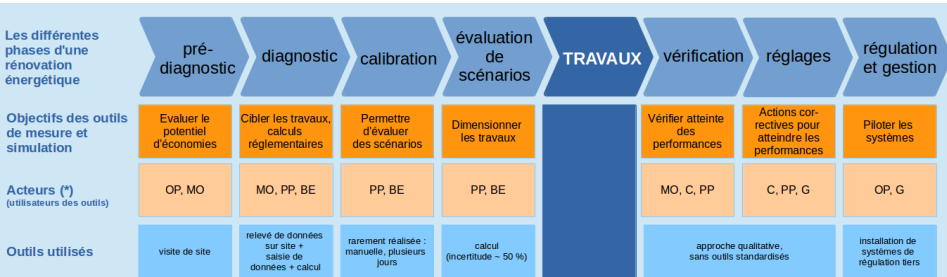 Les différentes
phases d'une
rénovation
énergétique
pré-
diagnostic
diagnostic
calibration
évaluation
de
scénarios
TRAVAUX
vérification
réglages
régulation
et gestion
Objectifs des outils
de mesure et
simulation
Evaluer le
potentiel
d'économies
Cibler les travaux,
calculs
réglementaires
Permettre
d'évaluer
des scénarios
Dimensionner
les travaux
Vérifier atteinte
des
performances
Actions cor-
rectives pour
atteindre les
performances
Piloter les
systèmes
Acteurs (*)
(utilisateurs des outils)
OP, MO
MO, PP, BE
PP, BE
PP, BE
MO, C, PP
C, PP, G
OP, G
Outils utilisés
visite de site
relevé de données
sur site +
saisie de
données + calcul
rarement réalisée :
manuelle, plusieurs
jours
calcul
(incertitude ~ 50 %)
approche qualitative,
sans outils standardisés
installation de
systèmes de
régulation tiers